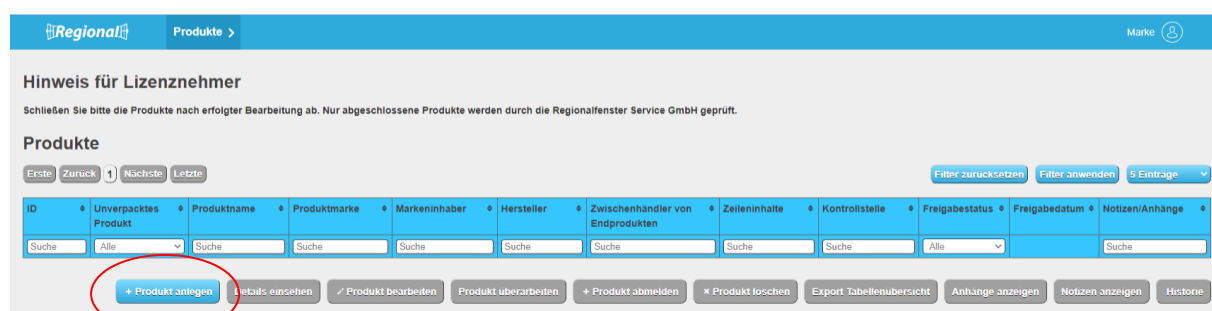 Regional
Produkte >
Marke
Hinweis für Lizenznehmer
Schließen Sie bitte die Produkte nach erfolgter Bearbeitung ab. Nur abgeschlossene Produkte werden durch die Regionalfenster Service GmbH geprüft.
Produkte
Erste Zurück 1 Nächste Letzte Filter zurücksetzen Filter anwenden 5 Einträge
ID Unverpacktes Produkt Produktname Produktmarke Markeninhaber Hersteller Zwischenhändler von Endprodukten Zeileninhalte Kontrollstelle Freigabestatus Freigabedatum Notizen/Anhänge
Suche Alle Suche Suche Suche Suche Suche Suche Suche Alle Suche
+ Produkt anlegen Details einsehen Produkt bearbeiten Produkt überarbeiten + Produkt abmelden × Produkt löschen Export Tabellenübersicht Anhänge anzeigen Notizen anzeigen Historie